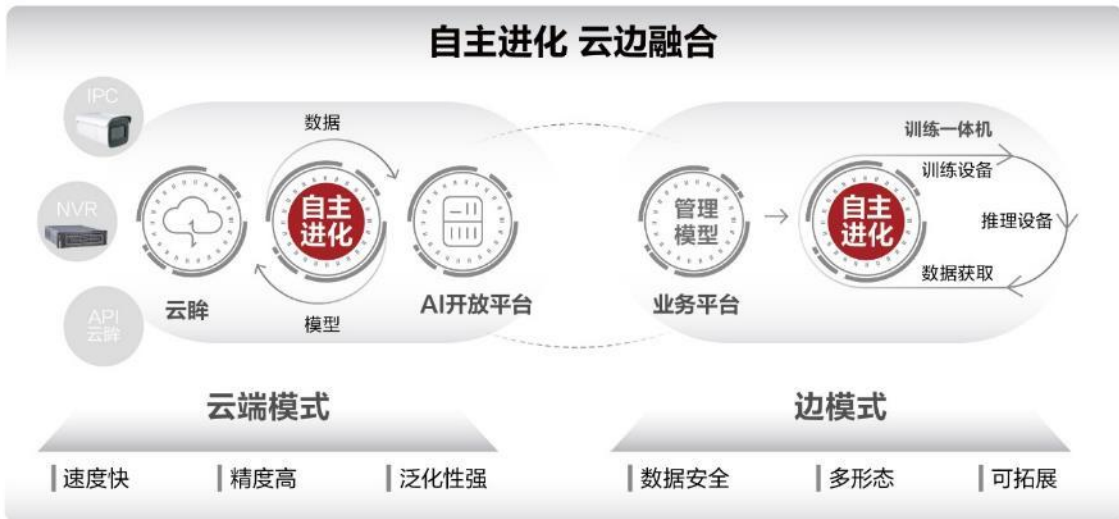 自主进化 云边融合
IPC
NVR
API
云眸
数据
自主
进化
云眸
模型
AI开放平台
管理
模型
业务平台
自主
进化
训练一体机
训练设备
推理设备
数据获取
云端模式
速度快
精度高
泛化性强
边模式
数据安全
多形态
可拓展